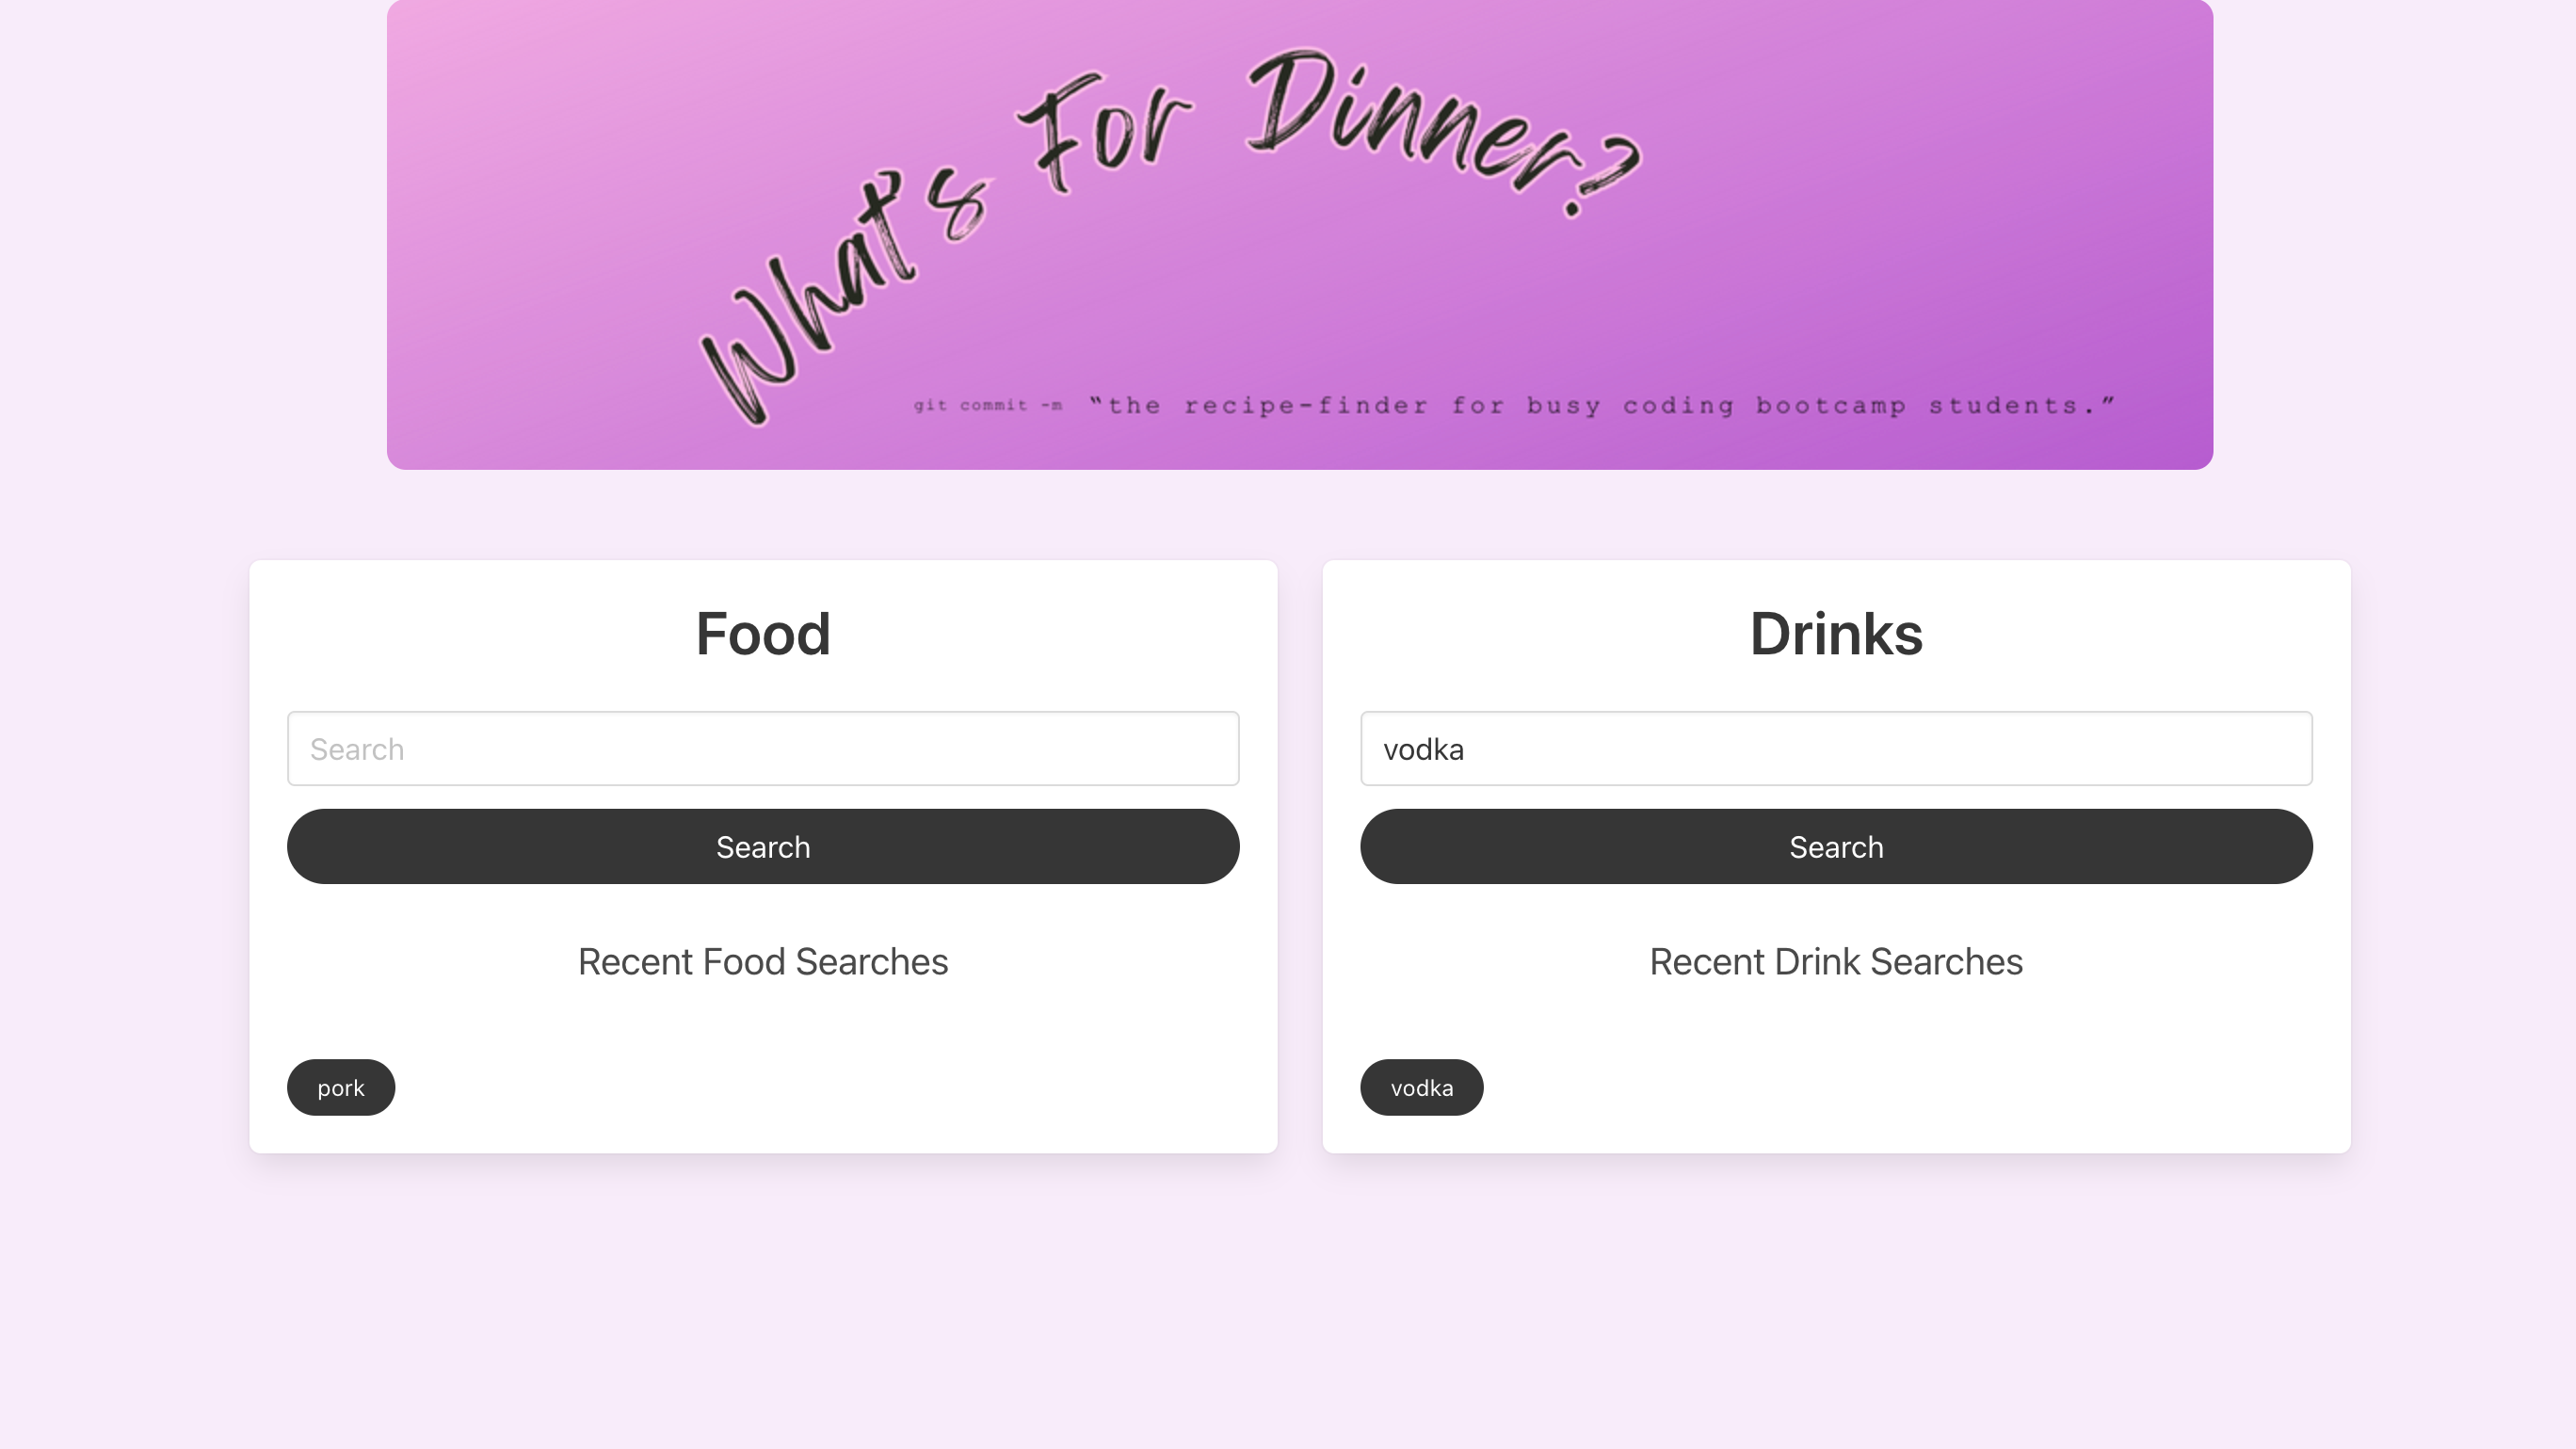 What's For Dinner?
git commit -m “the recipe-finder for busy coding bootcamp students.”
Food
Search
Search
Recent Food Searches
pork
Drinks
vodka
Search
Recent Drink Searches
vodka